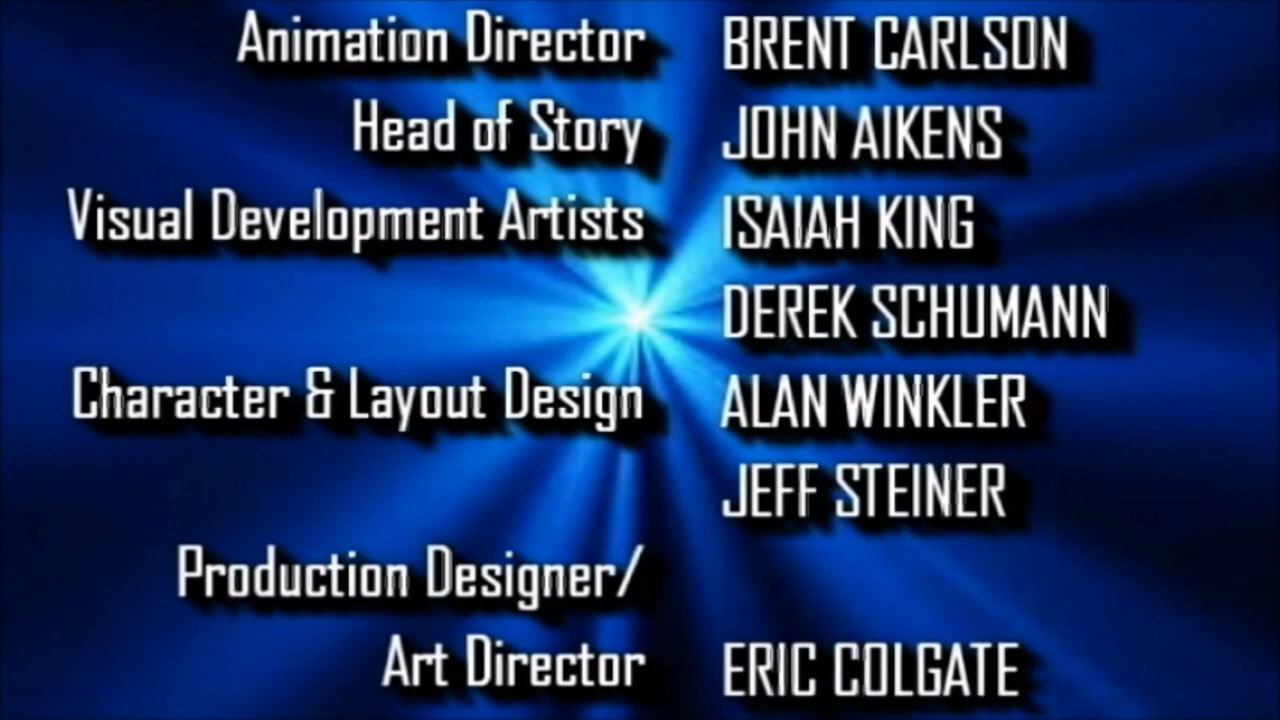 Animation Director BRENT CARLSON
Head of Story JOHN AIKENS
Visual Development Artists ISAIAH KING
DEREK SCHUMANN
Character & Layout Design ALAN WINKLER
JEFF STEINER
Production Designer/
Art Director ERIC COLGATE